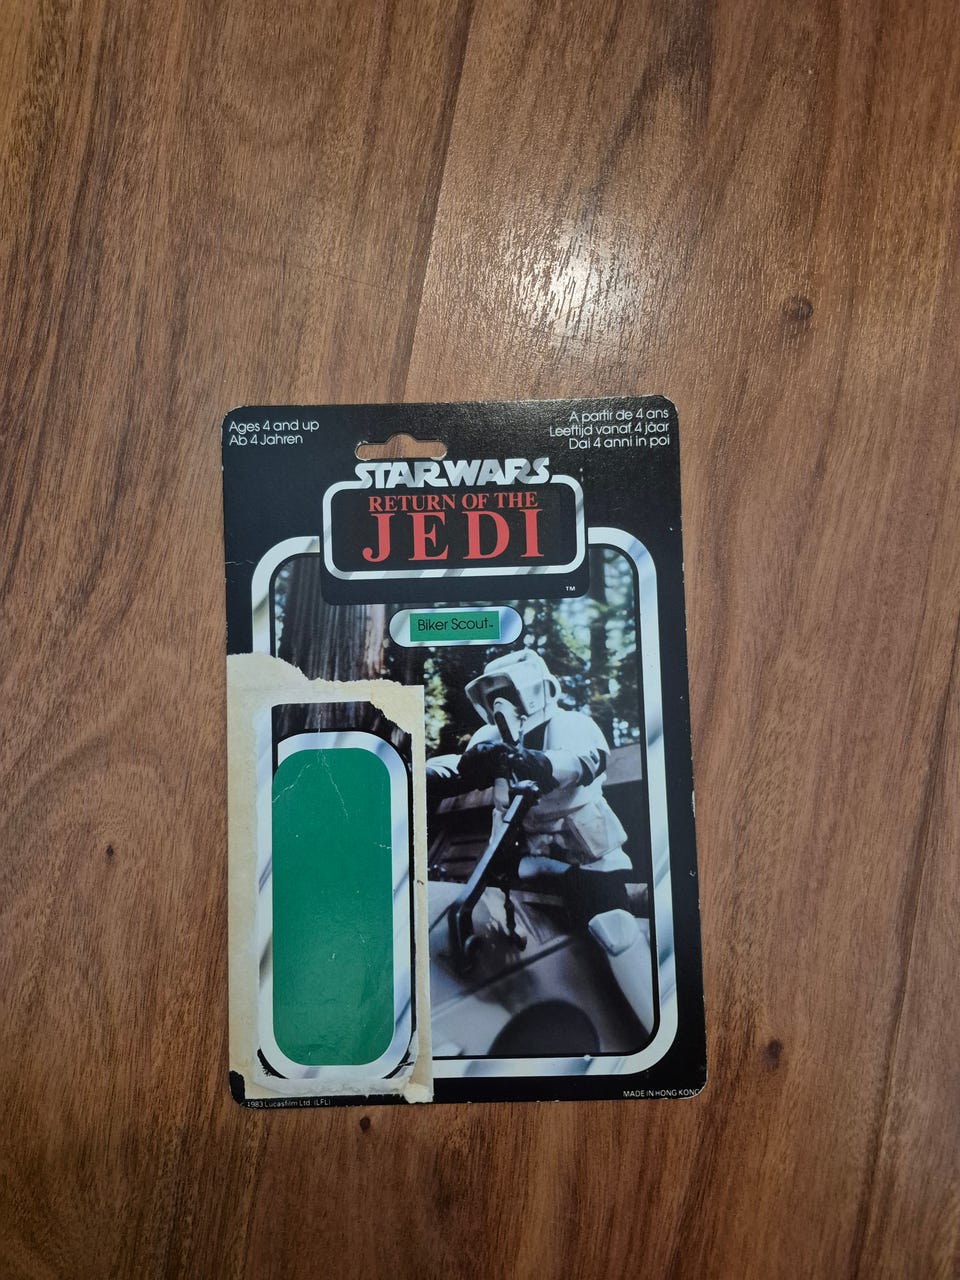 Ages 4 and up
Ab 4 Jahren
A partir de 4 ans
Leeftijd vanaf 4 jaar
Dai 4 anni in poi
STAR WARS
RETURN OF THE
JEDI
TM
Biker Scout™
1983 Lucasfilm Ltd. (LFL)
MADE IN HONG KONG